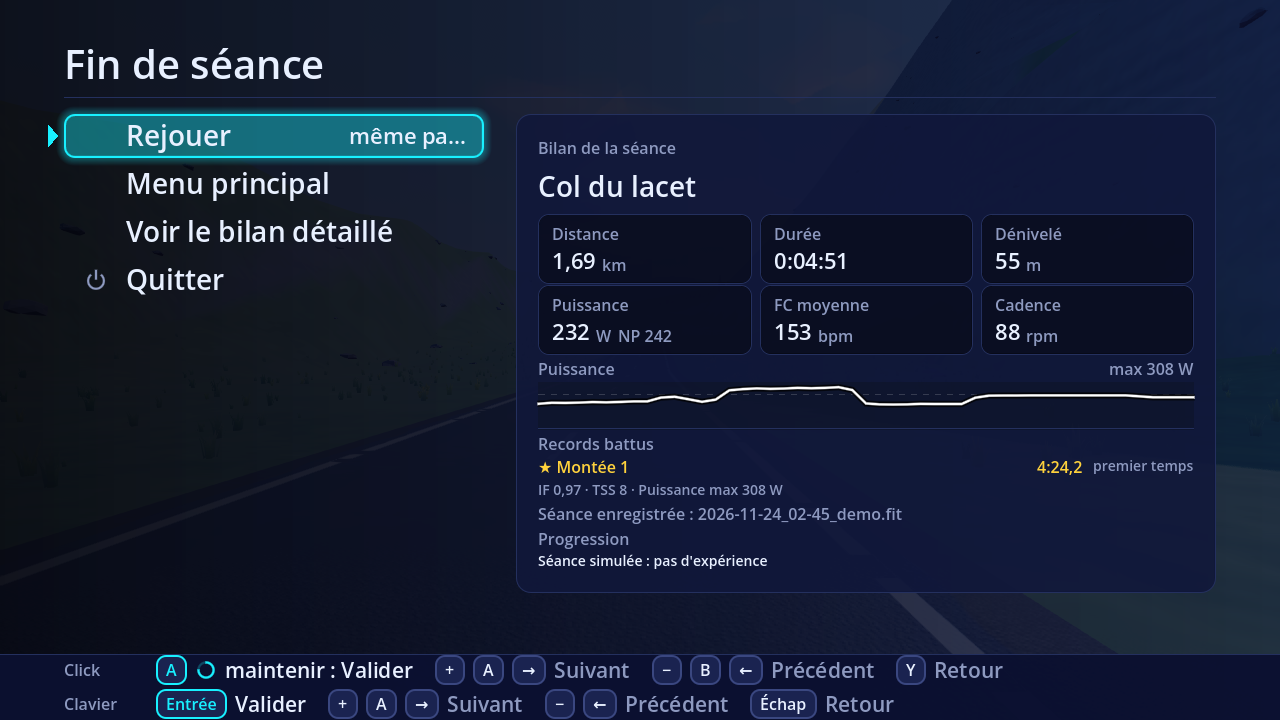 Fin de séance
Rejouer même pa...
Menu principal
Voir le bilan détaillé
Quitter
Bilan de la séance
Col du lacet
Distance
1,69 km
Durée
0:04:51
Dénivelé
55 m
Puissance
232 W NP 242
FC moyenne
153 bpm
Cadence
88 rpm
Puissance max 308 W
Records battus
★ Montée 1 4:24,2 premier temps
IF 0,97 · TSS 8 · Puissance max 308 W
Séance enregistrée : 2026-11-24_02-45_demo.fit
Progression
Séance simulée : pas d'expérience
Click A maintenir : Valider + A → Suivant − B ← Précédent Y Retour
Clavier Entrée Valider + A → Suivant − ← Précédent Échap Retour